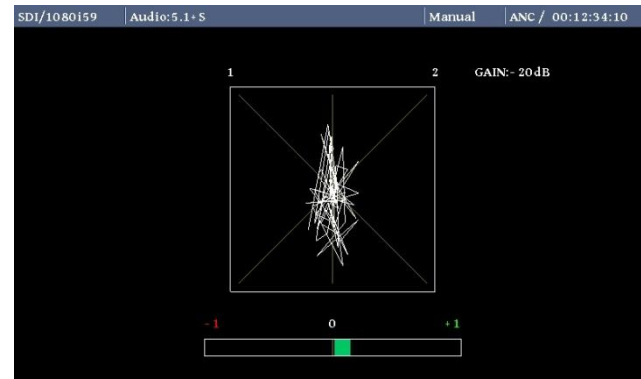 SDI/1080i59 Audio:5.1+S Manual ANC / 00:12:34:10
1 2 GAIN:- 20dB
- 1 0 + 1